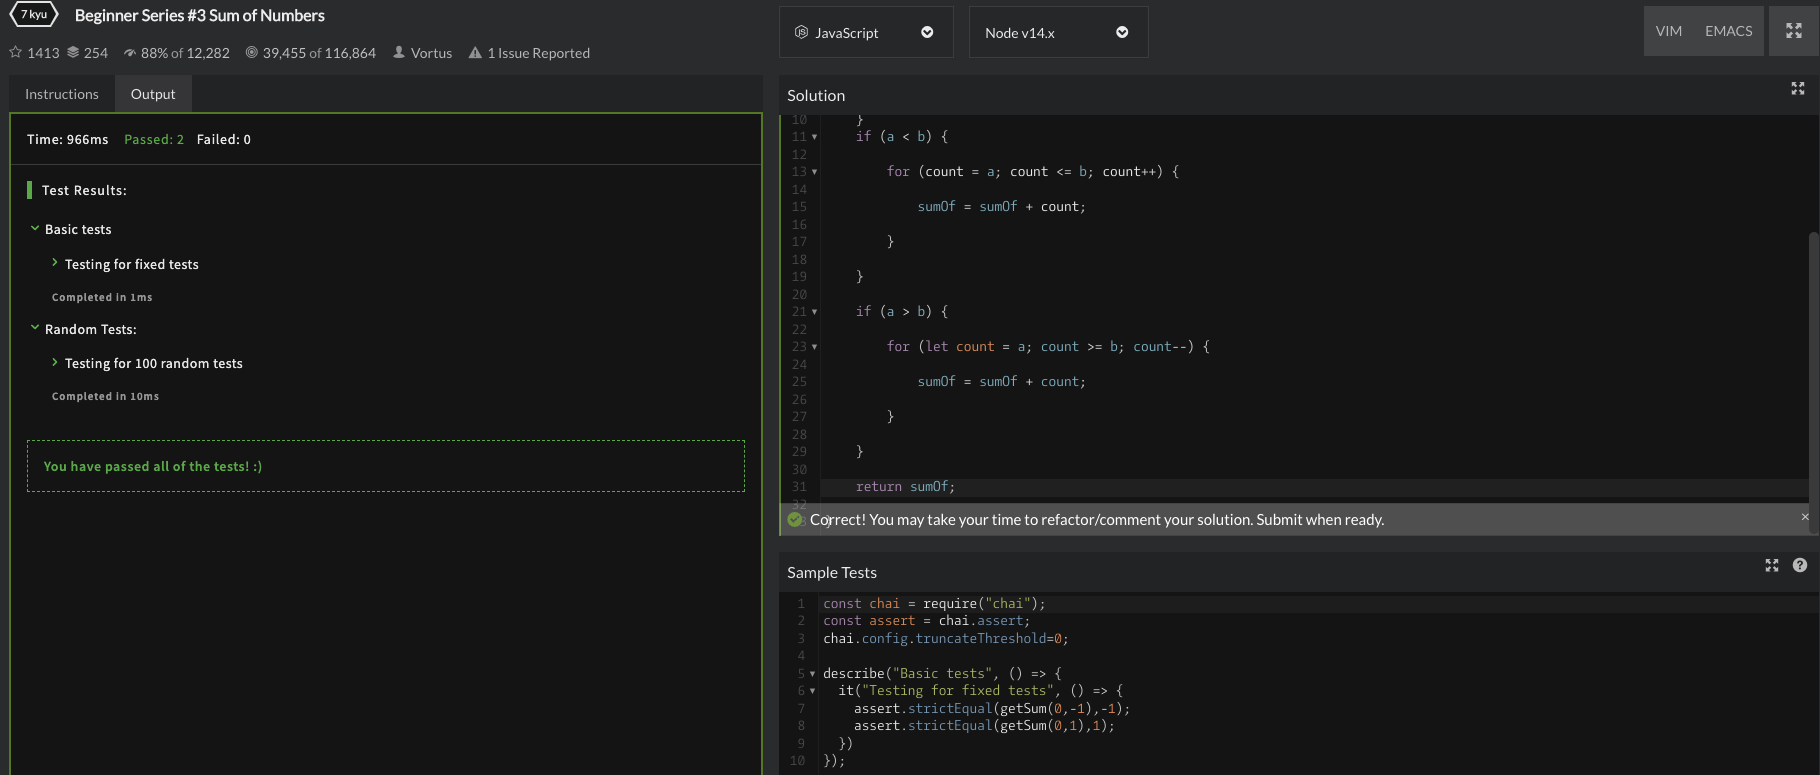 7 kyu Beginner Series #3 Sum of Numbers
1413 254 88% of 12,282 39,455 of 116,864 Vortus 1 Issue Reported
JavaScript Node v14.x VIM EMACS
Instructions Output
Time: 966ms Passed: 2 Failed: 0
Test Results:
Basic tests
Testing for fixed tests
Completed in 1ms
Random Tests:
Testing for 100 random tests
Completed in 10ms
You have passed all of the tests! :)
Solution
10 }
11 if (a < b) {
12
13 for (count = a; count <= b; count++) {
14
15 sumOf = sumOf + count;
16
17 }
18
19 }
20
21 if (a > b) {
22
23 for (let count = a; count >= b; count--) {
24
25 sumOf = sumOf + count;
26
27 }
28
29 }
30
31 return sumOf;
32
Correct! You may take your time to refactor/comment your solution. Submit when ready. ×
Sample Tests ?
1 const chai = require("chai");
2 const assert = chai.assert;
3 chai.config.truncateThreshold=0;
4
5 describe("Basic tests", () => {
6 it("Testing for fixed tests", () => {
7 assert.strictEqual(getSum(0,-1),-1);
8 assert.strictEqual(getSum(0,1),1);
9 })
10 });